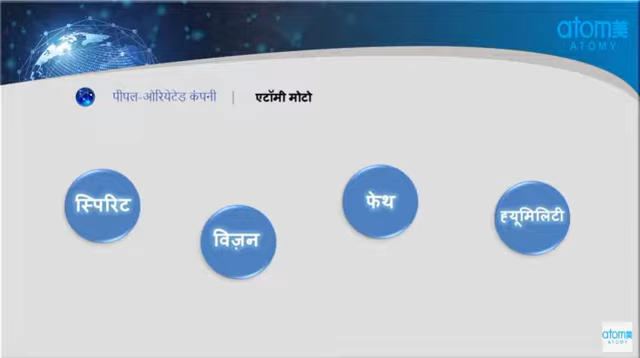 atom美
ATOMY
पीपल-ओरियेंटेड कंपनी | एटॉमी मोटो
स्पिरिट
विज़न
फेथ
ह्यूमिलिटी
atom美
ATOMY